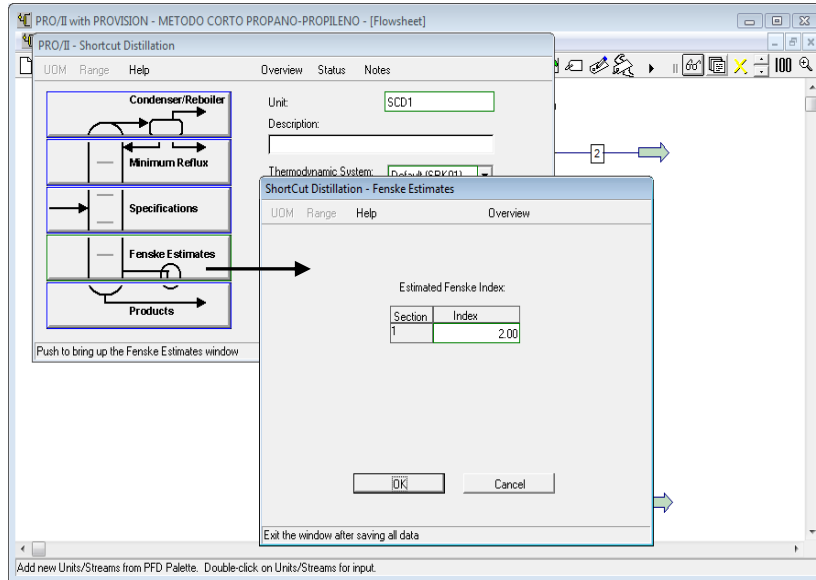 PRO/II with PROVISION - METODO CORTO PROPANO-PROPILENO - [Flowsheet]
PRO/II - Shortcut Distillation
UOM Range Help Overview Status Notes
100
Condenser/Reboiler
Minimum Reflux
Specifications
Fenske Estimates
Products
Unit: SCD1
Description:
Thermodynamic System: Default (SRK01)
2
Push to bring up the Fenske Estimates window
ShortCut Distillation - Fenske Estimates
UOM Range Help Overview
Estimated Fenske Index:
Section Index
1 2.00
OK Cancel
Exit the window after saving all data
Add new Units/Streams from PFD Palette. Double-click on Units/Streams for input.